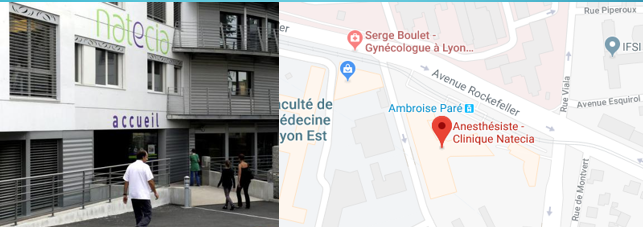 natecia
accueil
Rue Piperoux
Serge Boulet -
Gynécologue à Lyon...
IFSI
Avenue Rockefeller
Rue Viala
Avenue Esquirol
aculté de
édecine
yon Est
Ambroise Paré
Anesthésiste -
Clinique Natecia
Rue de Montvert